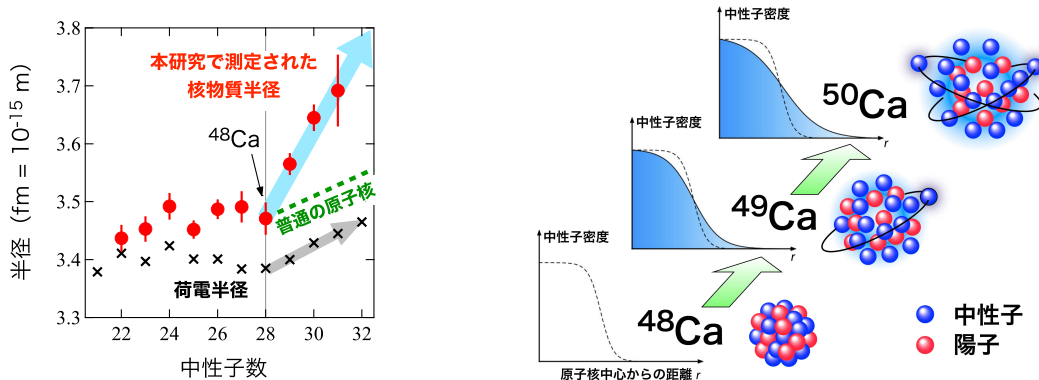 3.8
3.7
3.6
3.5
3.4
3.3
半径 (fm = 10⁻¹⁵ m)
本研究で測定された
核物質半径
⁴⁸Ca
普通の原子核
荷電半径
22
24
26
28
30
32
中性子数
中性子密度
r
⁵⁰Ca
中性子密度
r
⁴⁹Ca
中性子密度
原子核中心からの距離 r
⁴⁸Ca
中性子
陽子